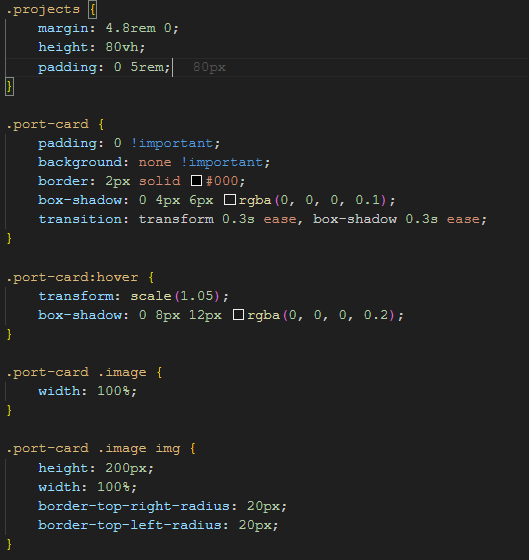 .projects {
margin: 4.8rem 0;
height: 80vh;
padding: 0 5rem; 80px
}
.port-card {
padding: 0 !important;
background: none !important;
border: 2px solid #000;
box-shadow: 0 4px 6px rgba(0, 0, 0, 0.1);
transition: transform 0.3s ease, box-shadow 0.3s ease;
}
.port-card:hover {
transform: scale(1.05);
box-shadow: 0 8px 12px rgba(0, 0, 0, 0.2);
}
.port-card .image {
width: 100%;
}
.port-card .image img {
height: 200px;
width: 100%;
border-top-right-radius: 20px;
border-top-left-radius: 20px;
}